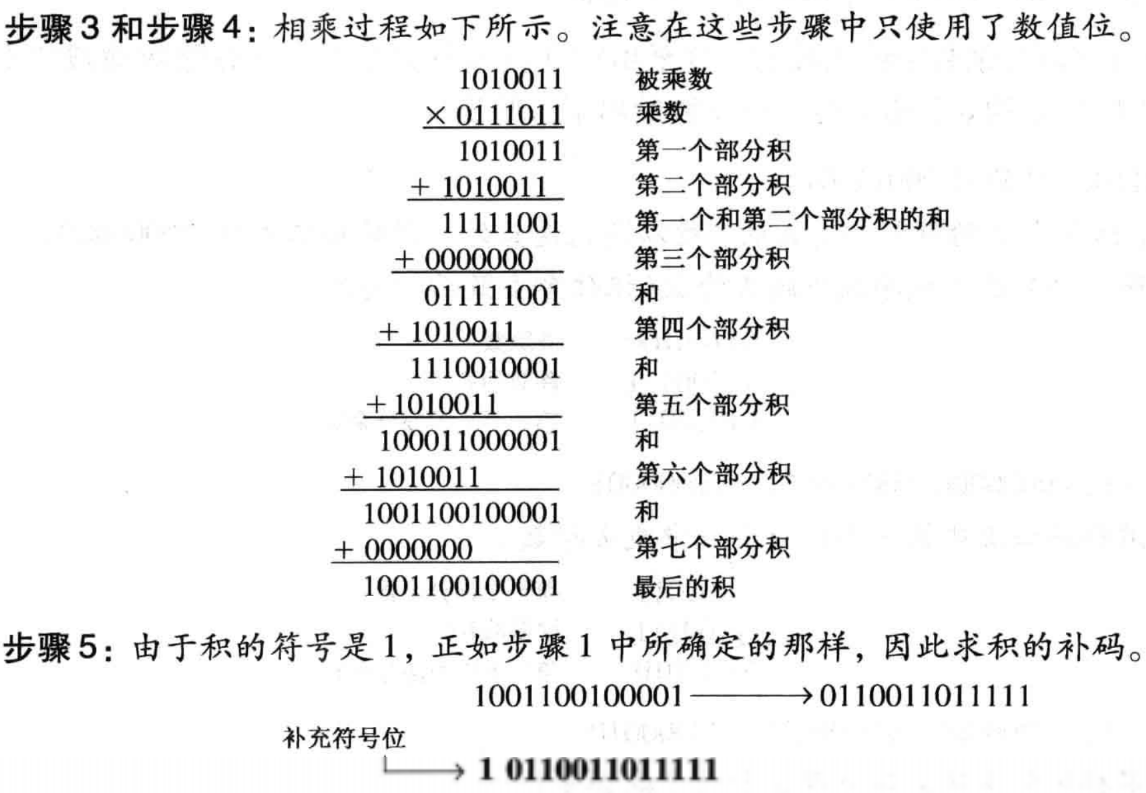 步骤3和步骤4：相乘过程如下所示。注意在这些步骤中只使用了数值位。
1010011 被乘数
× 0111011 乘数
1010011 第一个部分积
+ 1010011 第二个部分积
11111001 第一个和第二个部分积的和
+ 0000000 第三个部分积
011111001 和
+ 1010011 第四个部分积
1110010001 和
+ 1010011 第五个部分积
100011000001 和
+ 1010011 第六个部分积
1001100100001 和
+ 0000000 第七个部分积
1001100100001 最后的积
步骤5：由于积的符号是1，正如步骤1中所确定的那样，因此求积的补码。
1001100100001 → 0110011011111
补充符号位
→ 1 0110011011111